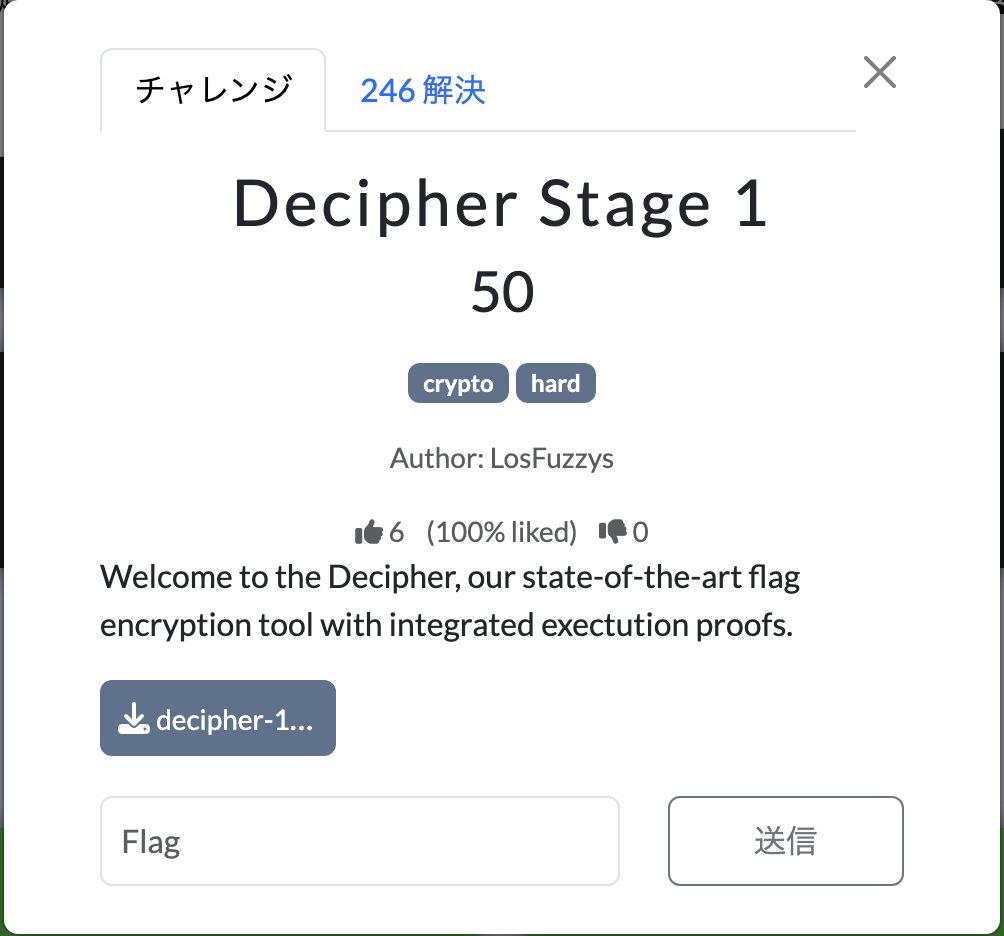 チャレンジ
246 解決
Decipher Stage 1
50
crypto hard
Author: LosFuzzys
6 (100% liked) 0
Welcome to the Decipher, our state-of-the-art flag
encryption tool with integrated exectution proofs.
decipher-1...
Flag
送信